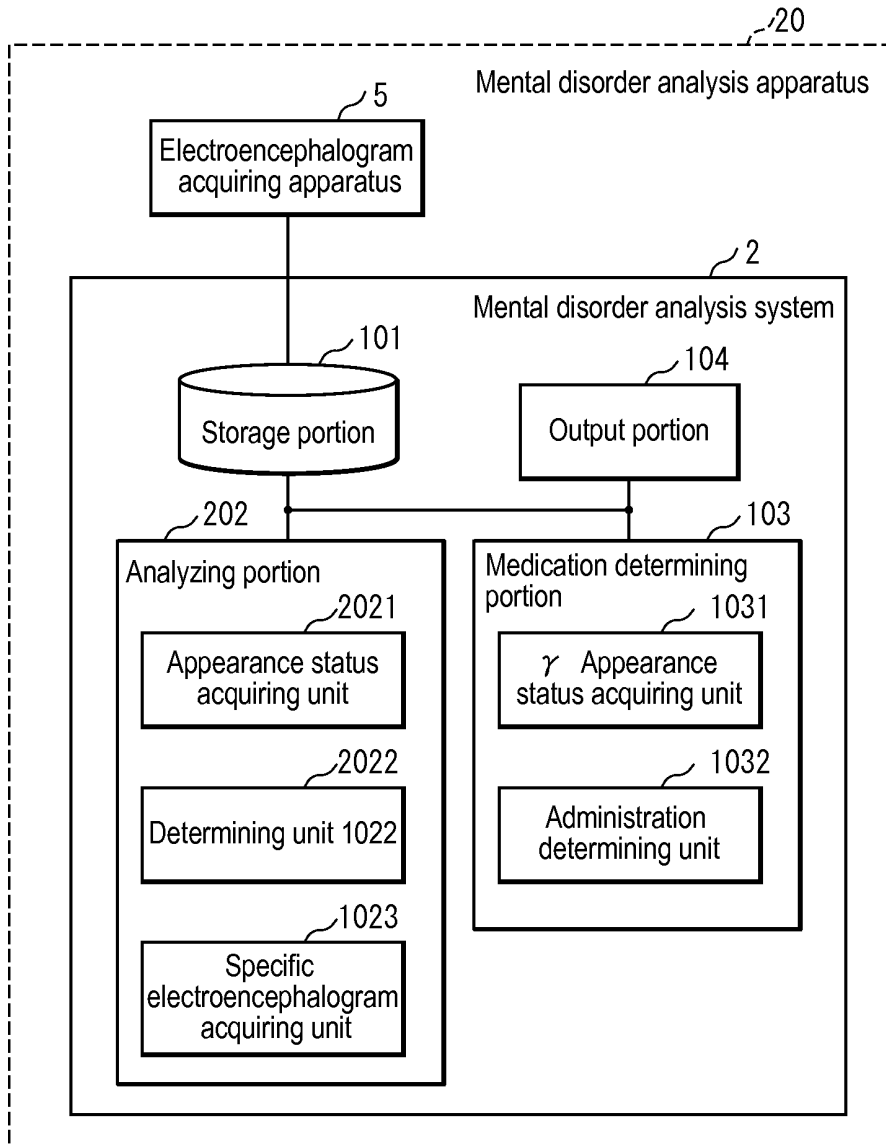 20
Mental disorder analysis apparatus
5
Electroencephalogram
acquiring apparatus
2
Mental disorder analysis system
101
Storage portion
104
Output portion
202
Analyzing portion
2021
Appearance status
acquiring unit
2022
Determining unit 1022
1023
Specific
electroencephalogram
acquiring unit
103
Medication determining
portion
1031
γ Appearance
status acquiring unit
1032
Administration
determining unit